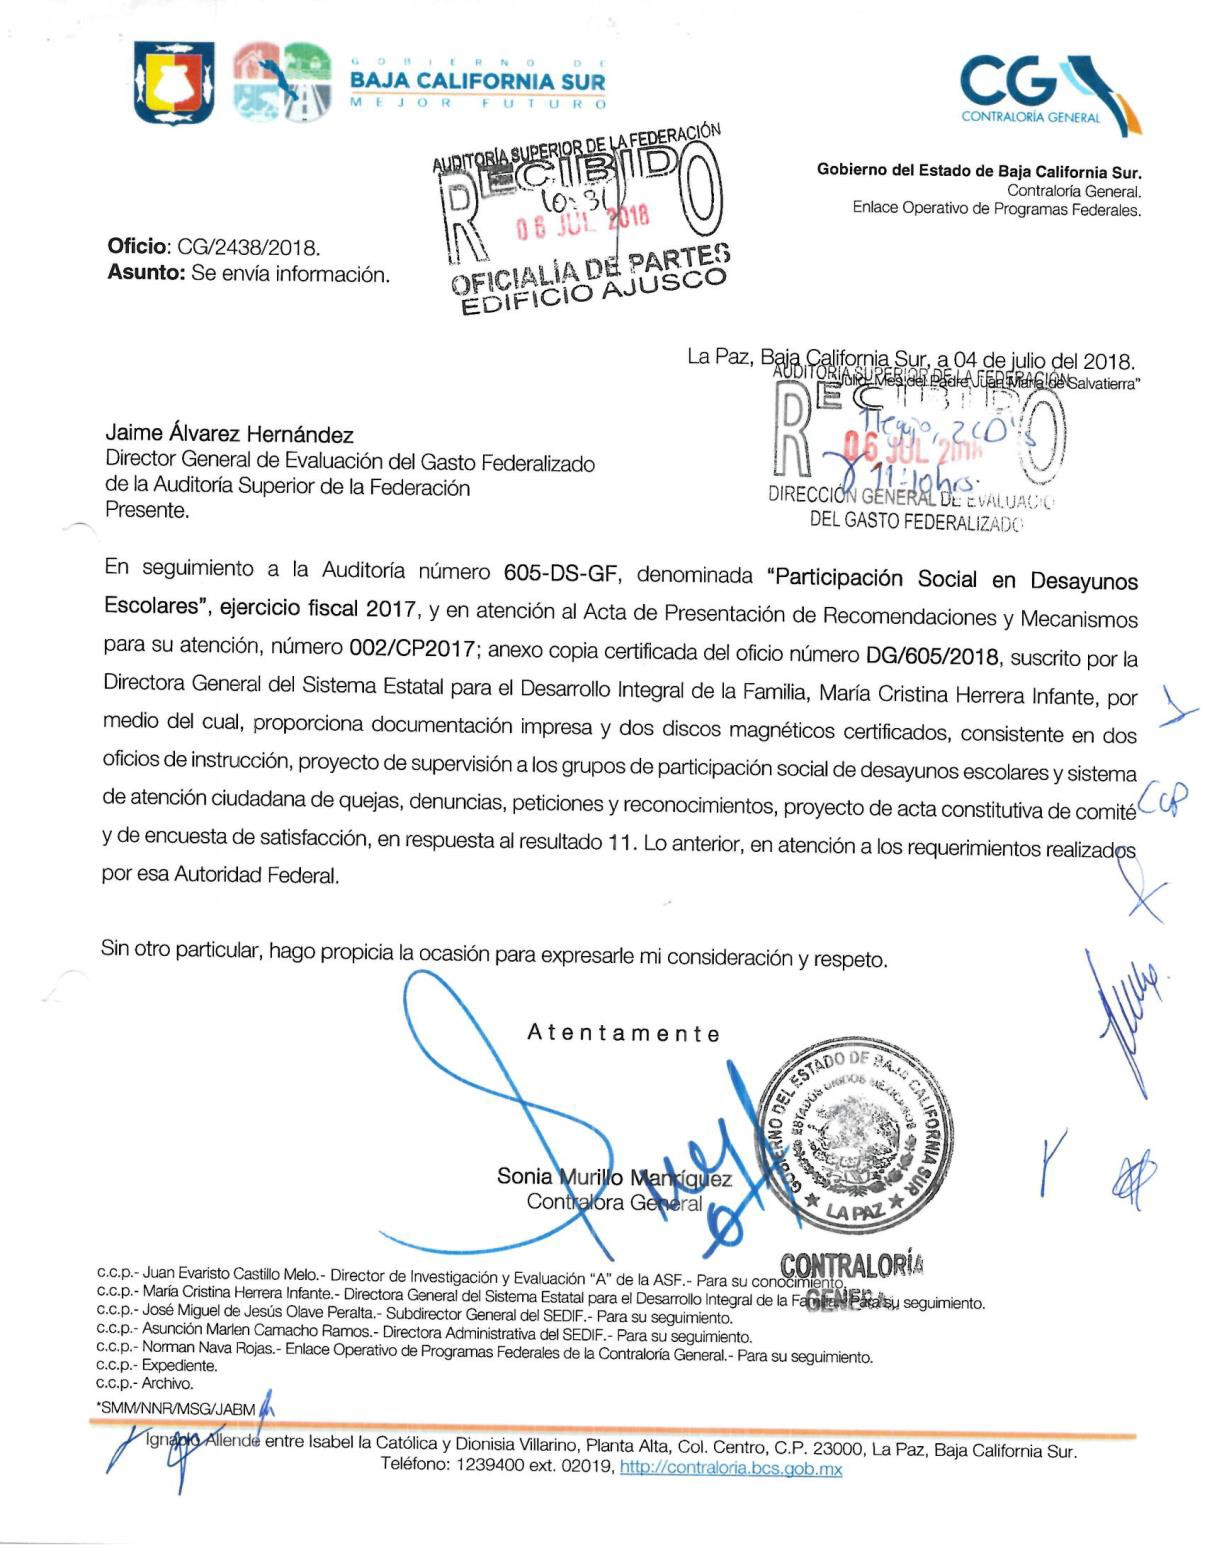 GOBIERNO DE
BAJA CALIFORNIA SUR
MEJOR FUTURO
CG
CONTRALORÍA GENERAL
Gobierno del Estado de Baja California Sur.
Contraloría General.
Enlace Operativo de Programas Federales.
AUDITORÍA SUPERIOR DE LA FEDERACIÓN
RECIBIDO
10:31
06 JUL 2018
OFICIALÍA DE PARTES
EDIFICIO AJUSCO
Oficio: CG/2438/2018.
Asunto: Se envía información.
La Paz, Baja California Sur, a 04 de julio del 2018.
"Julio, Mes del Padre Juan María de Salvatierra"
AUDITORÍA SUPERIOR DE LA FEDERACIÓN
RECIBIDO
06 JUL 2018
11:10hrs.
DIRECCIÓN GENERAL DE EVALUACIÓ
DEL GASTO FEDERALIZADO
Jaime Álvarez Hernández
Director General de Evaluación del Gasto Federalizado
de la Auditoría Superior de la Federación
Presente.
En seguimiento a la Auditoría número 605-DS-GF, denominada "Participación Social en Desayunos
Escolares", ejercicio fiscal 2017, y en atención al Acta de Presentación de Recomendaciones y Mecanismos
para su atención, número 002/CP2017; anexo copia certificada del oficio número DG/605/2018, suscrito por la
Directora General del Sistema Estatal para el Desarrollo Integral de la Familia, María Cristina Herrera Infante, por
medio del cual, proporciona documentación impresa y dos discos magnéticos certificados, consistente en dos
oficios de instrucción, proyecto de supervisión a los grupos de participación social de desayunos escolares y sistema
de atención ciudadana de quejas, denuncias, peticiones y reconocimientos, proyecto de acta constitutiva de comité
y de encuesta de satisfacción, en respuesta al resultado 11. Lo anterior, en atención a los requerimientos realizados
por esa Autoridad Federal.
Sin otro particular, hago propicia la ocasión para expresarle mi consideración y respeto.
Atentamente
GOBIERNO DEL ESTADO DE BAJA CALIFORNIA SUR
ESTADOS UNIDOS MEXICANOS
LA PAZ
Sonia Murillo Manríquez
Contralora General
CONTRALORÍA
GENERAL
c.c.p.- Juan Evaristo Castillo Melo.- Director de Investigación y Evaluación "A" de la ASF.- Para su conocimiento.
c.c.p.- María Cristina Herrera Infante.- Directora General del Sistema Estatal para el Desarrollo Integral de la Familia.- Para su seguimiento.
c.c.p.- José Miguel de Jesús Olave Peralta.- Subdirector General del SEDIF.- Para su seguimiento.
c.c.p.- Asunción Marlen Camacho Ramos.- Directora Administrativa del SEDIF.- Para su seguimiento.
c.c.p.- Norman Nava Rojas.- Enlace Operativo de Programas Federales de la Contraloría General.- Para su seguimiento.
c.c.p.- Expediente.
c.c.p.- Archivo.
*SMM/NNR/MSG/JABM
Ignacio Allende entre Isabel la Católica y Dionisia Villarino, Planta Alta, Col. Centro, C.P. 23000, La Paz, Baja California Sur.
Teléfono: 1239400 ext. 02019, http://contraloria.bcs.gob.mx